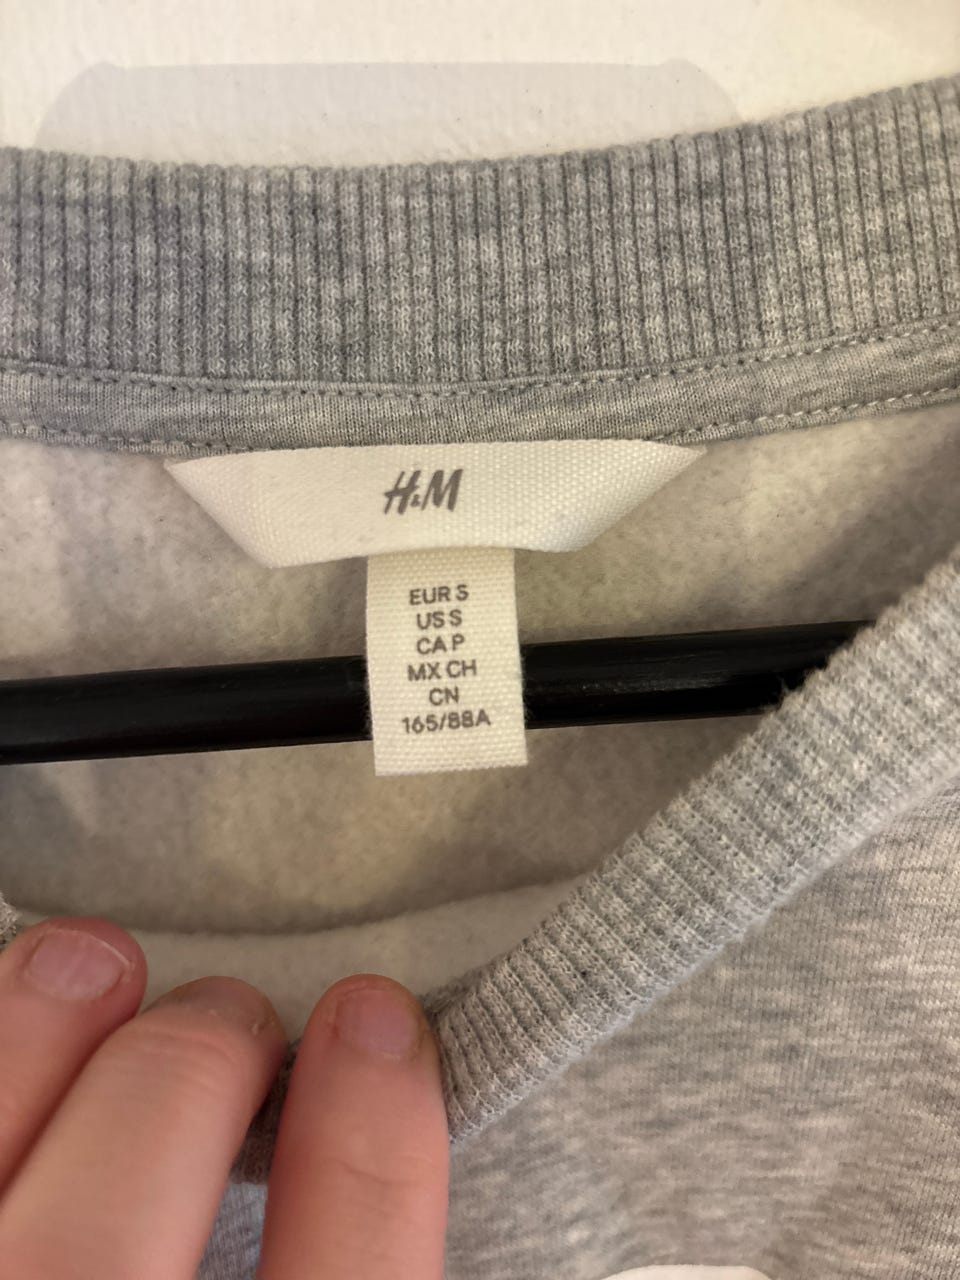 H&M
EUR S
US S
CA P
MX CH
CN
165/88A